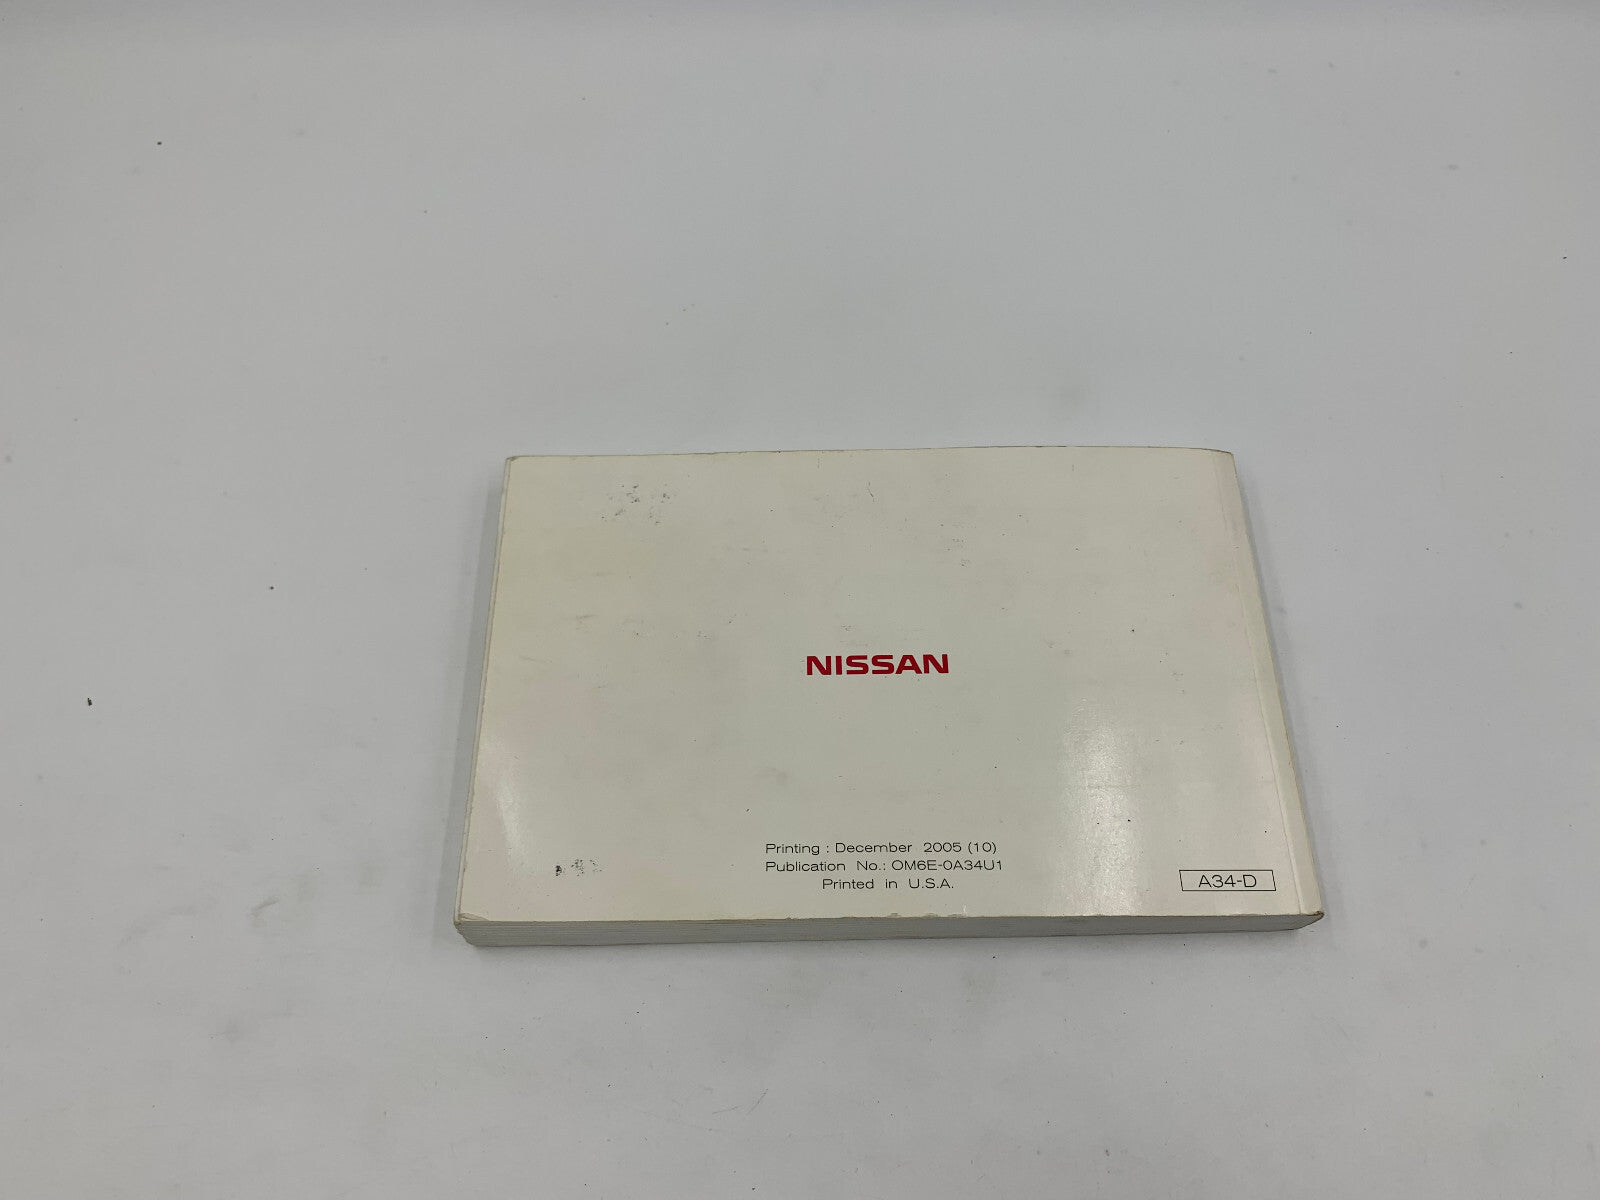 NISSAN
Printing : December 2005 (10)
Publication No.: OM6E-0A34U1
Printed in U.S.A.
A34-D